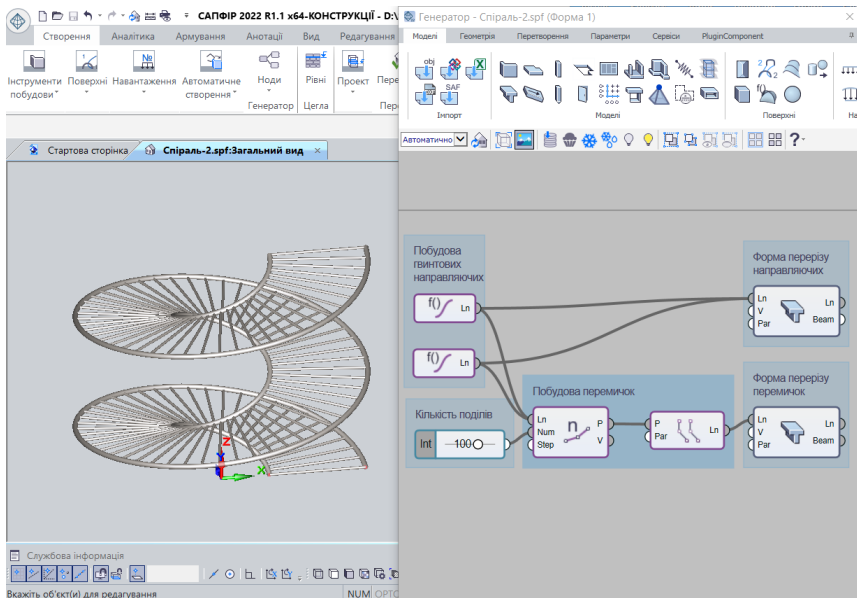 САПФІР 2022 R1.1 x64-КОНСТРУКЦІЇ - D:\
Створення Аналітика Армування Анотації Вид Редагування
Інструменти побудови Поверхні Навантаження Автоматичне створення Ноди Рівні Проект
Генератор Цегла
Стартова сторінка Спіраль-2.spf:Загальний вид ×
Z
Y
X
Службова інформація
Вкажіть об'єкт(и) для редагування NUM ОРТО
Генератор - Спіраль-2.spf (Форма 1)
Моделі Геометрія Перетворення Параметри Сервіси PluginComponent
obj
SAF
f()
Імпорт Моделі Поверхні
Автоматично
?
Побудова
гвинтових
направляючих
f() Ln
f() Ln
Кількість поділів
Int 100
Побудова перемичок
Ln
Num
Step
n
P
V
P
Par
Ln
Форма перерізу
направляючих
Ln
V
Par
Ln
Beam
Форма перерізу
перемичок
Ln
V
Par
Ln
Beam